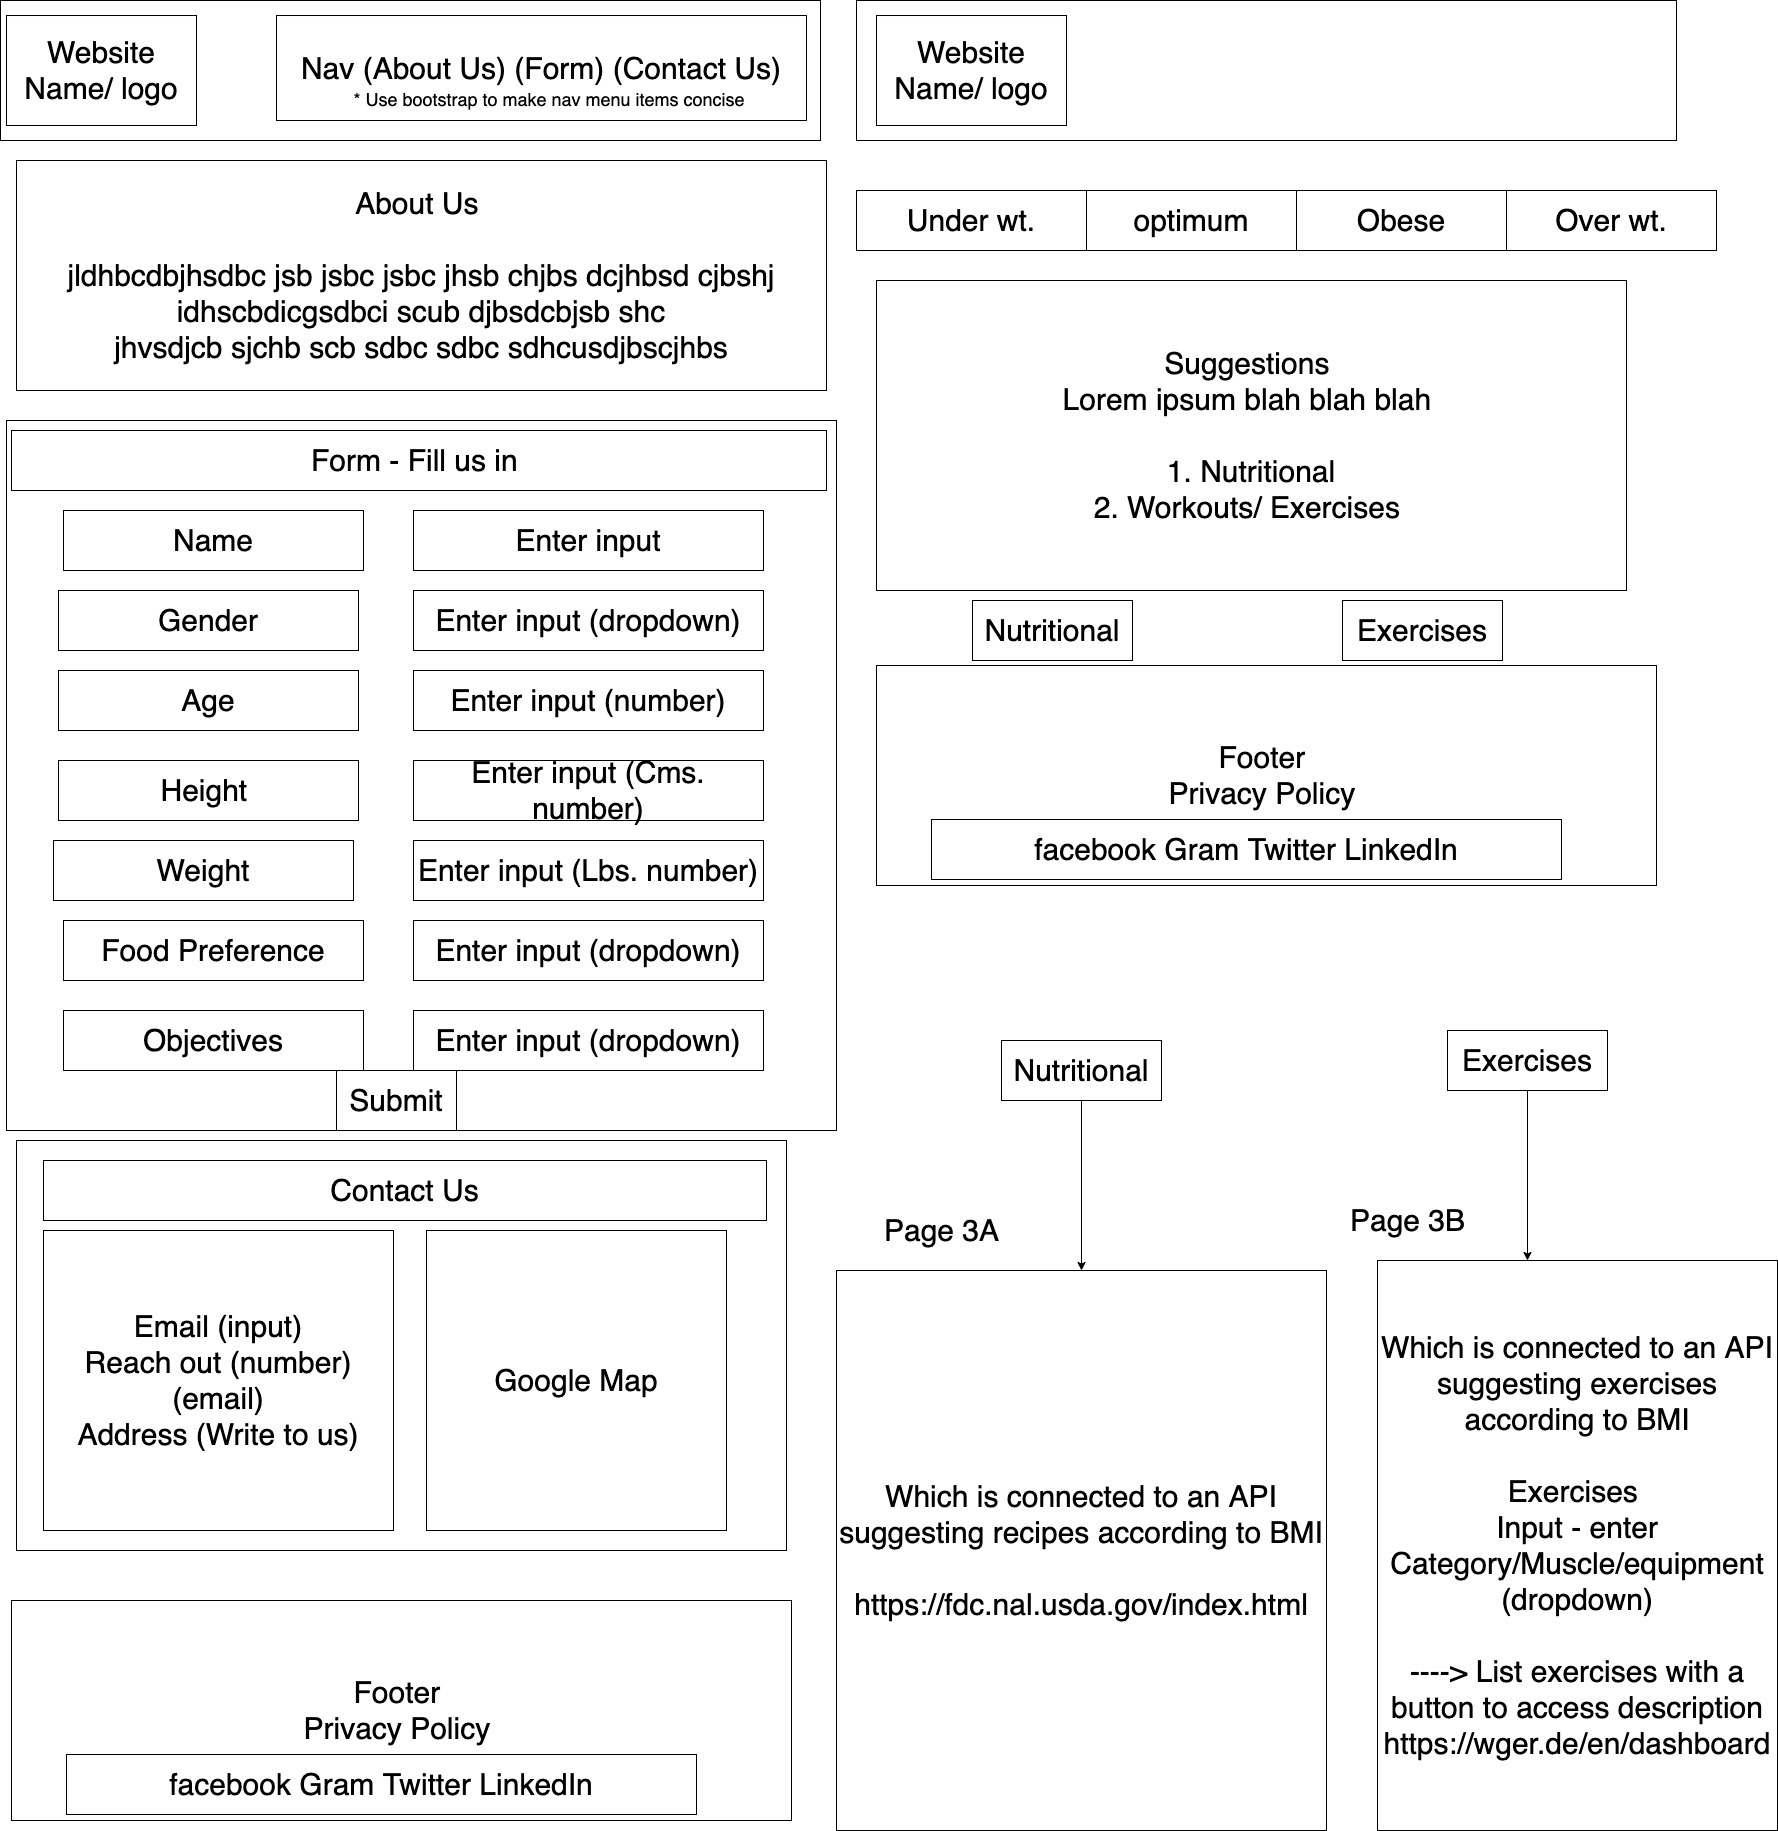 Website
Name/ logo
Nav (About Us) (Form) (Contact Us)
* Use bootstrap to make nav menu items concise
About Us
jldhbcdbjhsdbc jsb jsbc jsbc jhsb chjbs dcjhbsd cjbshj
idhscbdicgsdbci scub djbsdcbjsb shc
jhvsdjcb sjchb scb sdbc sdbc sdhcusdjbscjhbs
Form - Fill us in
Name
Enter input
Gender
Enter input (dropdown)
Age
Enter input (number)
Height
Enter input (Cms.
number)
Weight
Enter input (Lbs. number)
Food Preference
Enter input (dropdown)
Objectives
Enter input (dropdown)
Submit
Contact Us
Email (input)
Reach out (number)
(email)
Address (Write to us)
Google Map
Footer
Privacy Policy
facebook Gram Twitter LinkedIn
Website
Name/ logo
Under wt.
optimum
Obese
Over wt.
Suggestions
Lorem ipsum blah blah blah
1. Nutritional
2. Workouts/ Exercises
Nutritional
Exercises
Footer
Privacy Policy
facebook Gram Twitter LinkedIn
Nutritional
Page 3A
Which is connected to an API
suggesting recipes according to BMI
https://fdc.nal.usda.gov/index.html
Exercises
Page 3B
Which is connected to an API
suggesting exercises
according to BMI
Exercises
Input - enter
Category/Muscle/equipment
(dropdown)
----> List exercises with a
button to access description
https://wger.de/en/dashboard